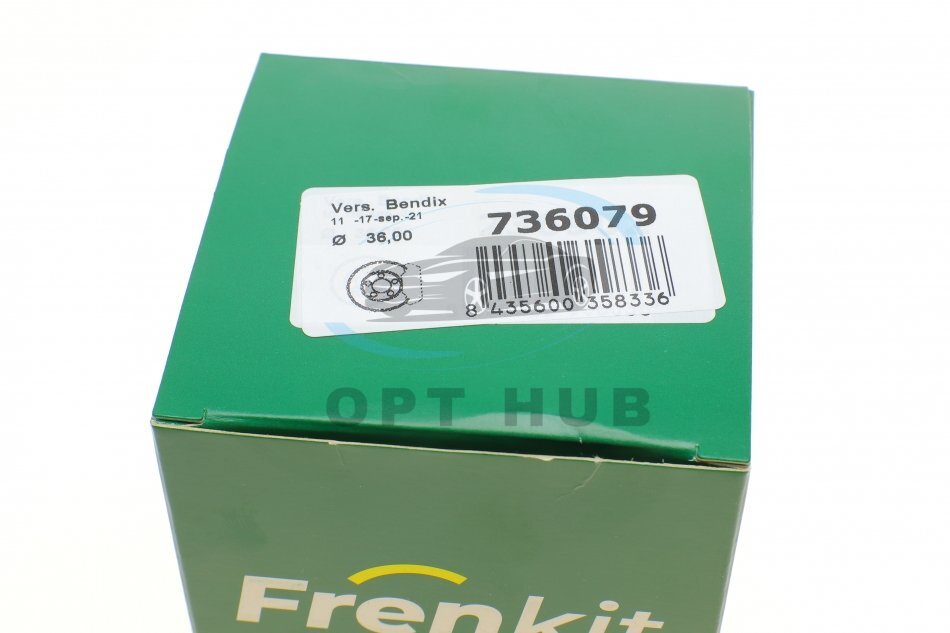 Vers. Bendix
11 -17-sep.-21
Ø 36,00
736079
8 435600 358336
OPT HUB
Frenkit